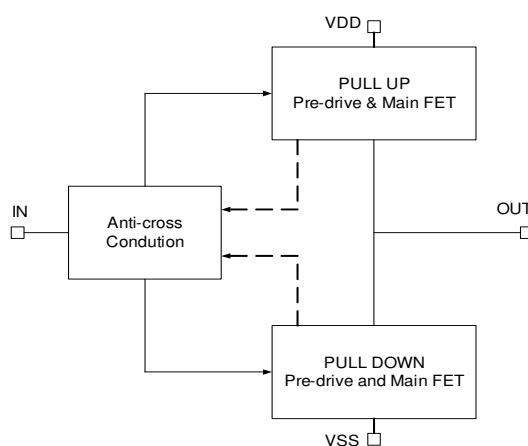 VDD
PULL UP
Pre-drive & Main FET
IN
Anti-cross
Condution
OUT
PULL DOWN
Pre-drive and Main FET
VSS